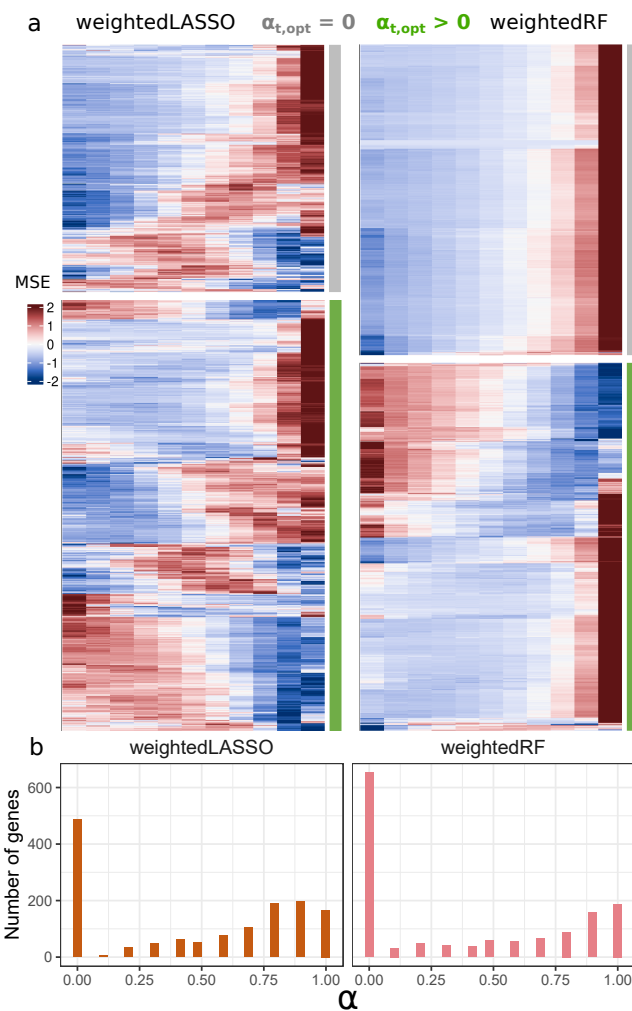 a weightedLASSO αt,opt = 0 αt,opt > 0 weightedRF
MSE
2
1
0
-1
-2
b weightedLASSO weightedRF
Number of genes
600
400
200
0
0.00 0.25 0.50 0.75 1.00 0.00 0.25 0.50 0.75 1.00
α